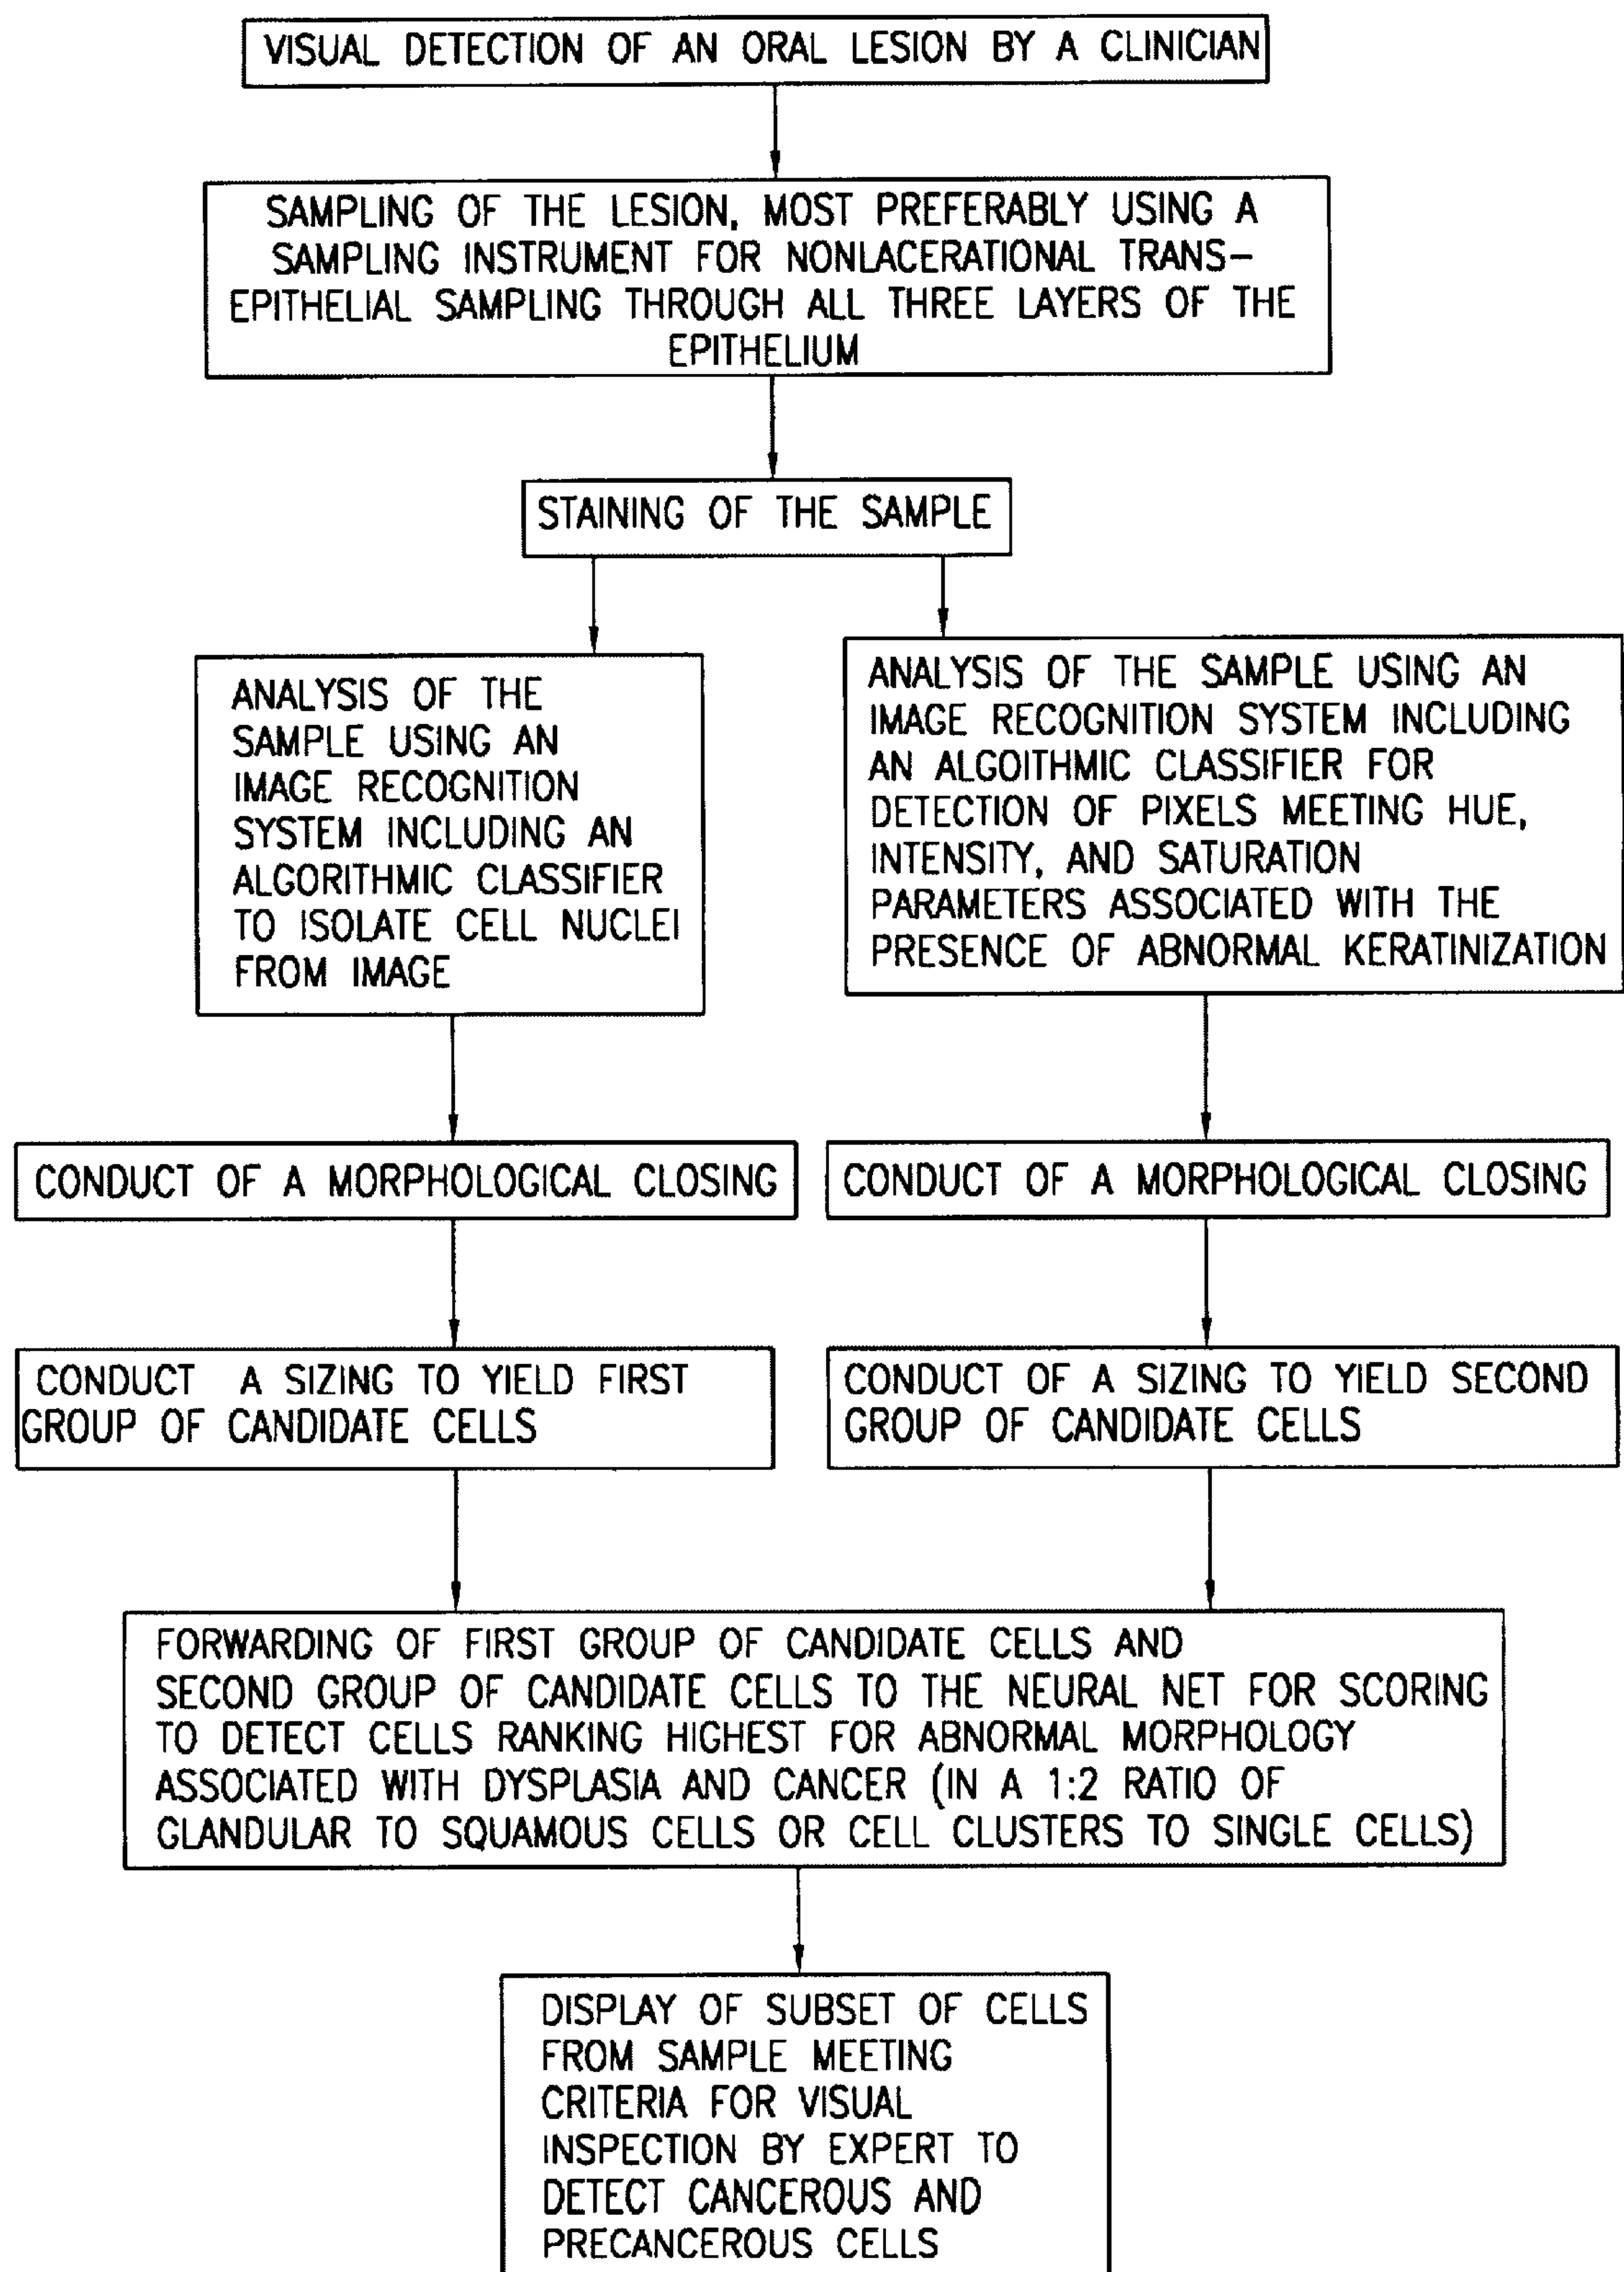 VISUAL DETECTION OF AN ORAL LESION BY A CLINICIAN
SAMPLING OF THE LESION, MOST PREFERABLY USING A
SAMPLING INSTRUMENT FOR NONLACERATIONAL TRANS-
EPITHELIAL SAMPLING THROUGH ALL THREE LAYERS OF THE
EPITHELIUM
STAINING OF THE SAMPLE
ANALYSIS OF THE
SAMPLE USING AN
IMAGE RECOGNITION
SYSTEM INCLUDING AN
ALGORITHMIC CLASSIFIER
TO ISOLATE CELL NUCLEI
FROM IMAGE
ANALYSIS OF THE SAMPLE USING AN
IMAGE RECOGNITION SYSTEM INCLUDING
AN ALGOITHMIC CLASSIFIER FOR
DETECTION OF PIXELS MEETING HUE,
INTENSITY, AND SATURATION
PARAMETERS ASSOCIATED WITH THE
PRESENCE OF ABNORMAL KERATINIZATION
CONDUCT OF A MORPHOLOGICAL CLOSING
CONDUCT OF A MORPHOLOGICAL CLOSING
CONDUCT A SIZING TO YIELD FIRST
GROUP OF CANDIDATE CELLS
CONDUCT OF A SIZING TO YIELD SECOND
GROUP OF CANDIDATE CELLS
FORWARDING OF FIRST GROUP OF CANDIDATE CELLS AND
SECOND GROUP OF CANDIDATE CELLS TO THE NEURAL NET FOR SCORING
TO DETECT CELLS RANKING HIGHEST FOR ABNORMAL MORPHOLOGY
ASSOCIATED WITH DYSPLASIA AND CANCER (IN A 1:2 RATIO OF
GLANDULAR TO SQUAMOUS CELLS OR CELL CLUSTERS TO SINGLE CELLS)
DISPLAY OF SUBSET OF CELLS
FROM SAMPLE MEETING
CRITERIA FOR VISUAL
INSPECTION BY EXPERT TO
DETECT CANCEROUS AND
PRECANCEROUS CELLS